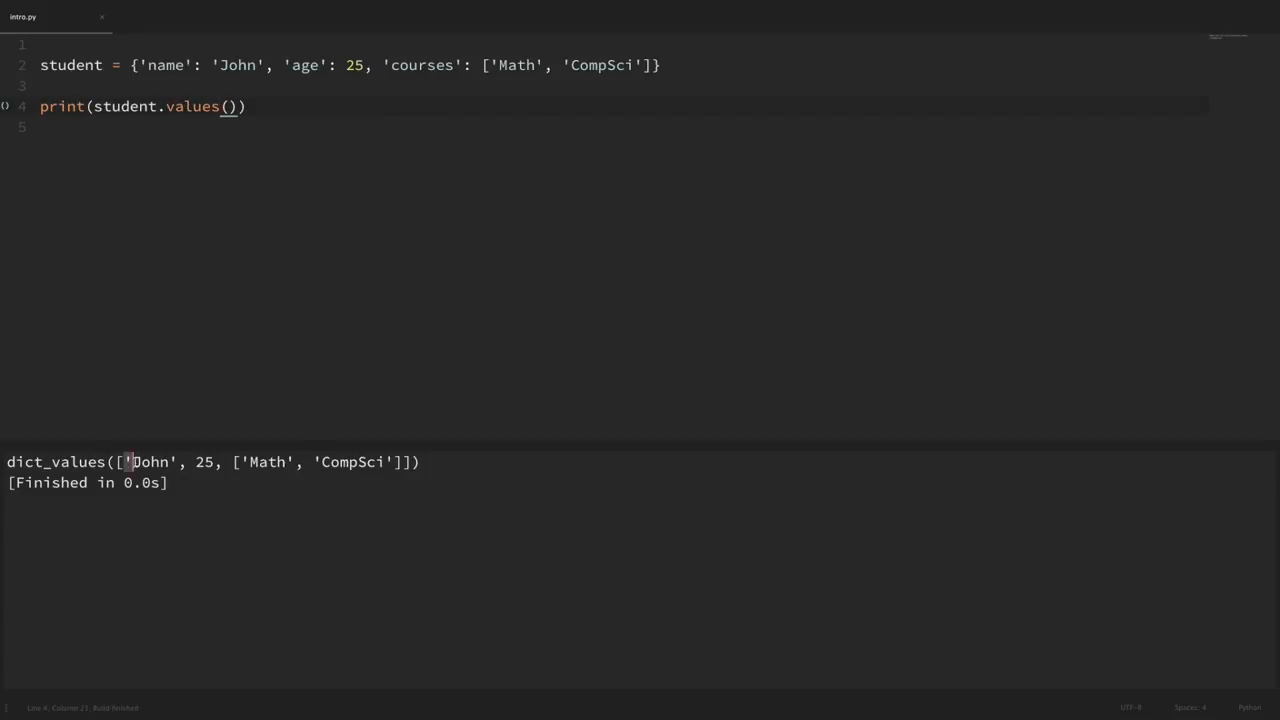 intro.py ×
1
2 student = {'name': 'John', 'age': 25, 'courses': ['Math', 'CompSci']}
3
() 4 print(student.values())
5
dict_values(['John', 25, ['Math', 'CompSci']])
[Finished in 0.0s]
Line 4, Column 23, Build finished UTF-8 Spaces: 4 Python